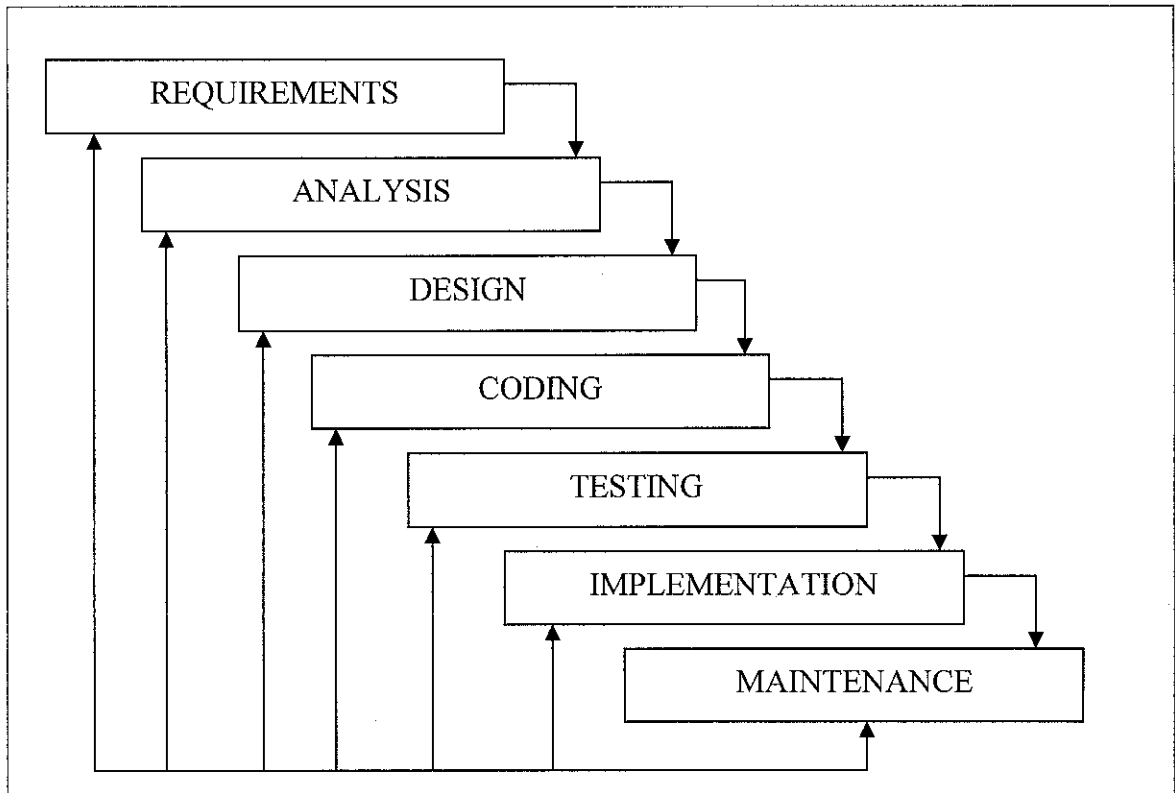 REQUIREMENTS
ANALYSIS
DESIGN
CODING
TESTING
IMPLEMENTATION
MAINTENANCE